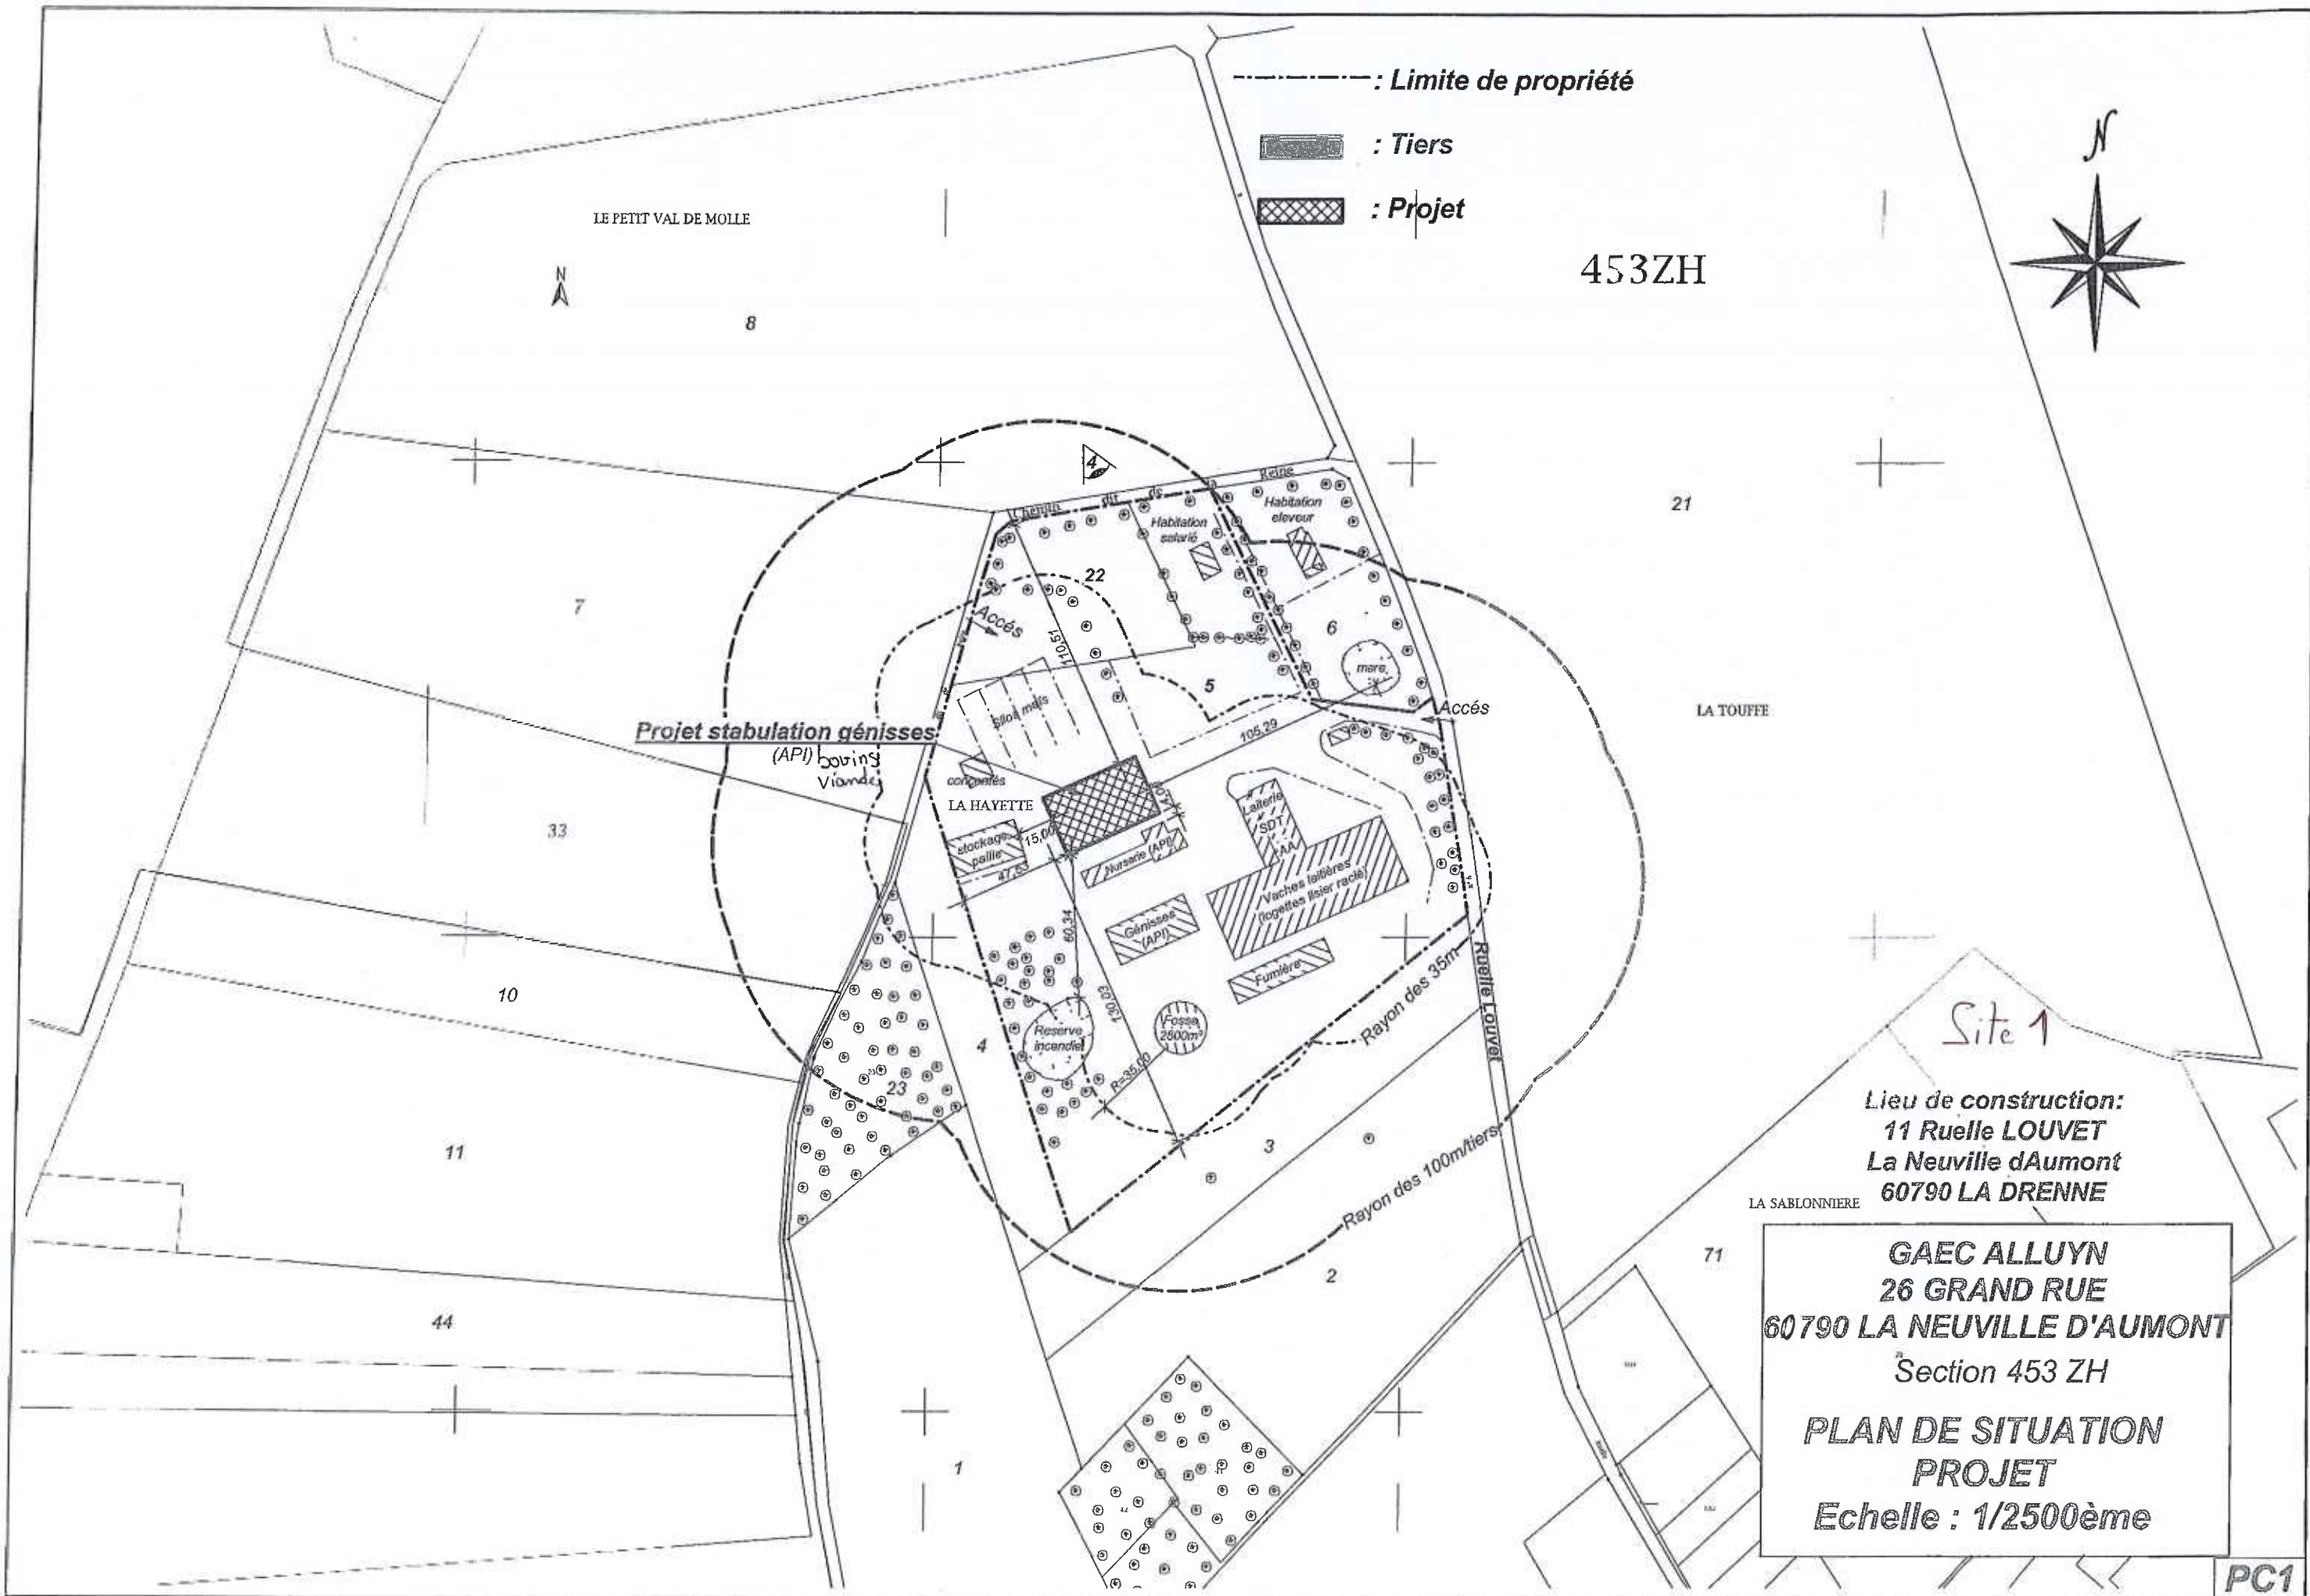 : Limite de propriété
: Tiers
: Projet
453ZH
N
LE PETIT VAL DE MOLLE
N
8
4
Chemin dit de la Reine
Habitation
salarié
Habitation
eleveur
21
22
7
Accés
110,51
6
mare
5
Silos maïs
Accés
LA TOUFFE
105,29
Projet stabulation génisses
(API) bovins
Viande
concentrés
LA HAYETTE
33
stockage
paille
15,00
47,53
Nurserie (API)
Laiterie
SDT
AA
Vaches laitières
(logettes lisier raclé)
Génisses
(API)
60,34
Fumière
10
130,03
Reserve
incendie
Fosse
2500m³
R=35,00
Rayon des 35m
Ruelle Louvet
4
23
3
11
Rayon des 100m/tiers
2
Site 1
Lieu de construction:
11 Ruelle LOUVET
La Neuville dAumont
60790 LA DRENNE
LA SABLONNIERE
71
44
1
GAEC ALLUYN
26 GRAND RUE
60790 LA NEUVILLE D'AUMONT
Section 453 ZH
PLAN DE SITUATION
PROJET
Echelle : 1/2500ème
PC1